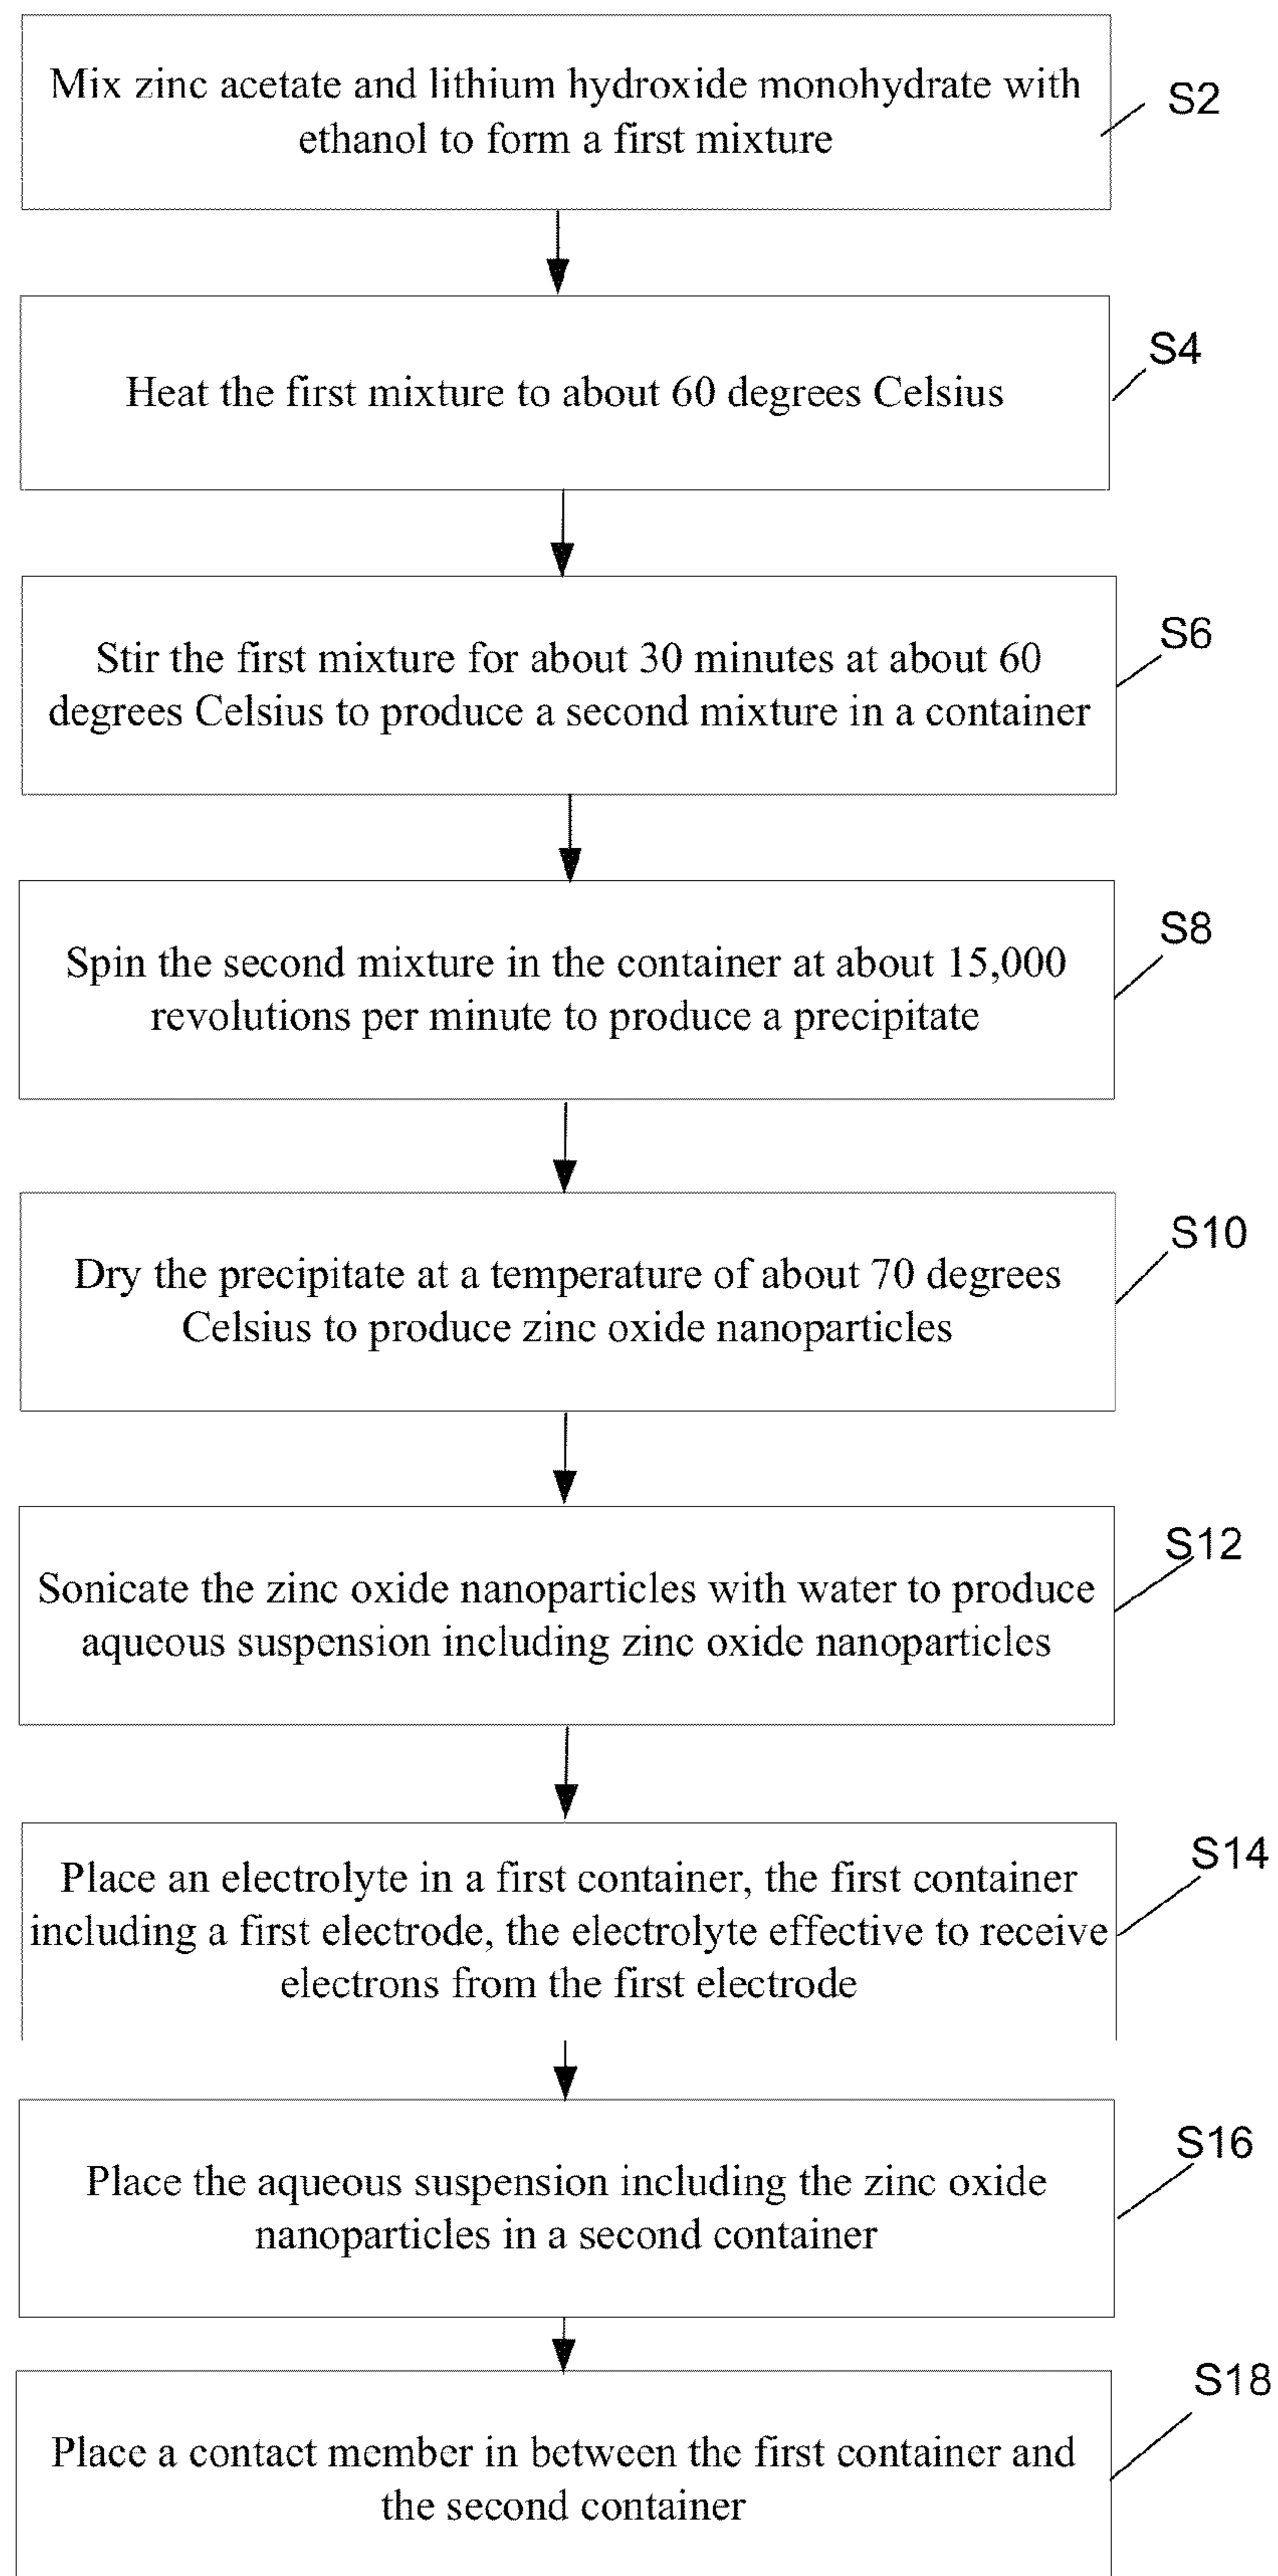 Mix zinc acetate and lithium hydroxide monohydrate with
ethanol to form a first mixture
S2
Heat the first mixture to about 60 degrees Celsius
S4
Stir the first mixture for about 30 minutes at about 60
degrees Celsius to produce a second mixture in a container
S6
Spin the second mixture in the container at about 15,000
revolutions per minute to produce a precipitate
S8
Dry the precipitate at a temperature of about 70 degrees
Celsius to produce zinc oxide nanoparticles
S10
Sonicate the zinc oxide nanoparticles with water to produce
aqueous suspension including zinc oxide nanoparticles
S12
Place an electrolyte in a first container, the first container
including a first electrode, the electrolyte effective to receive
electrons from the first electrode
S14
Place the aqueous suspension including the zinc oxide
nanoparticles in a second container
S16
Place a contact member in between the first container and
the second container
S18